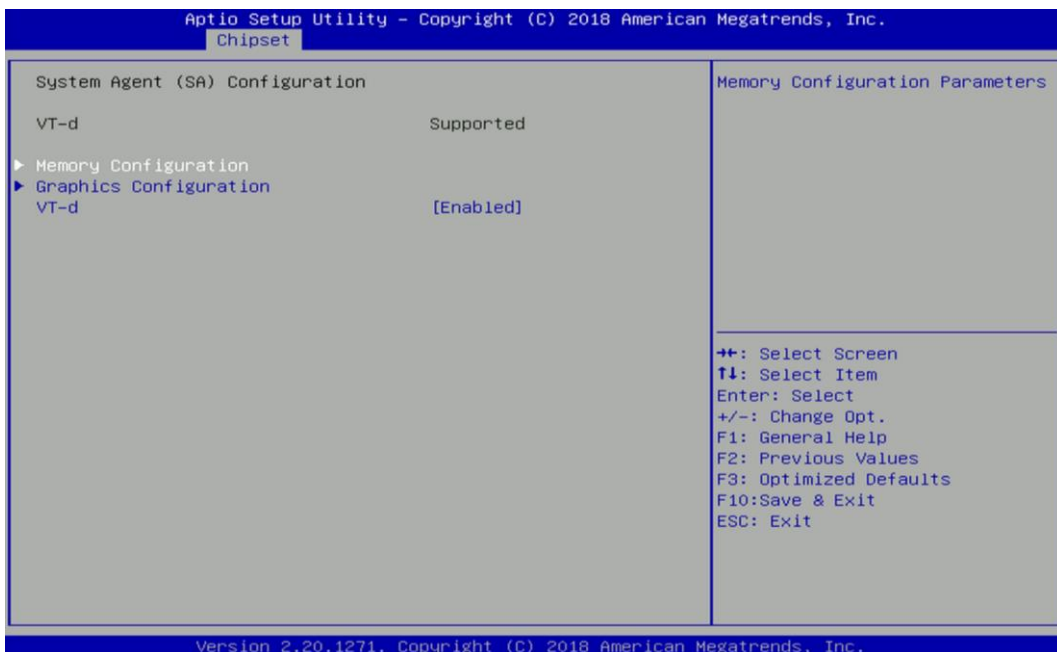 Aptio Setup Utility – Copyright (C) 2018 American Megatrends, Inc.
Chipset
System Agent (SA) Configuration
VT-d Supported
► Memory Configuration
► Graphics Configuration
VT-d [Enabled]
Memory Configuration Parameters
→←: Select Screen
↑↓: Select Item
Enter: Select
+/-: Change Opt.
F1: General Help
F2: Previous Values
F3: Optimized Defaults
F10:Save & Exit
ESC: Exit
Version 2.20.1271. Copyright (C) 2018 American Megatrends, Inc.